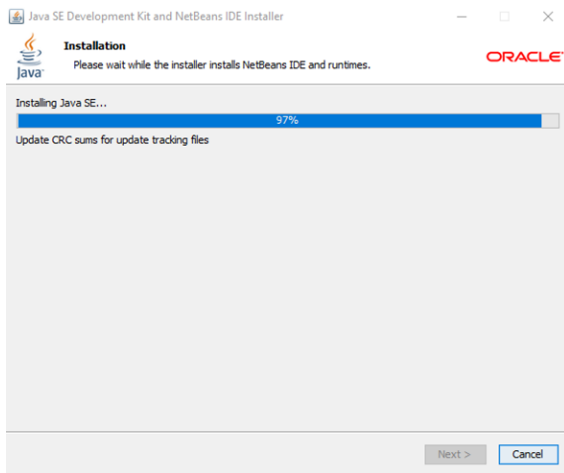 Java SE Development Kit and NetBeans IDE Installer
Installation
Please wait while the installer installs NetBeans IDE and runtimes.
Java
ORACLE
Installing Java SE...
97%
Update CRC sums for update tracking files
Next >
Cancel